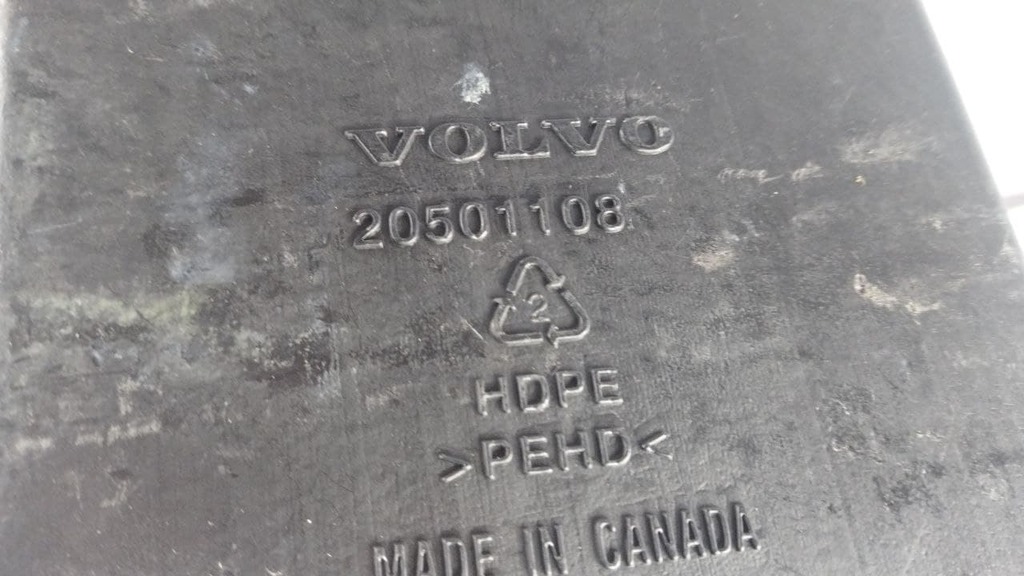 VOLVO
20501108
2
HDPE
>PEHD<
MADE IN CANADA